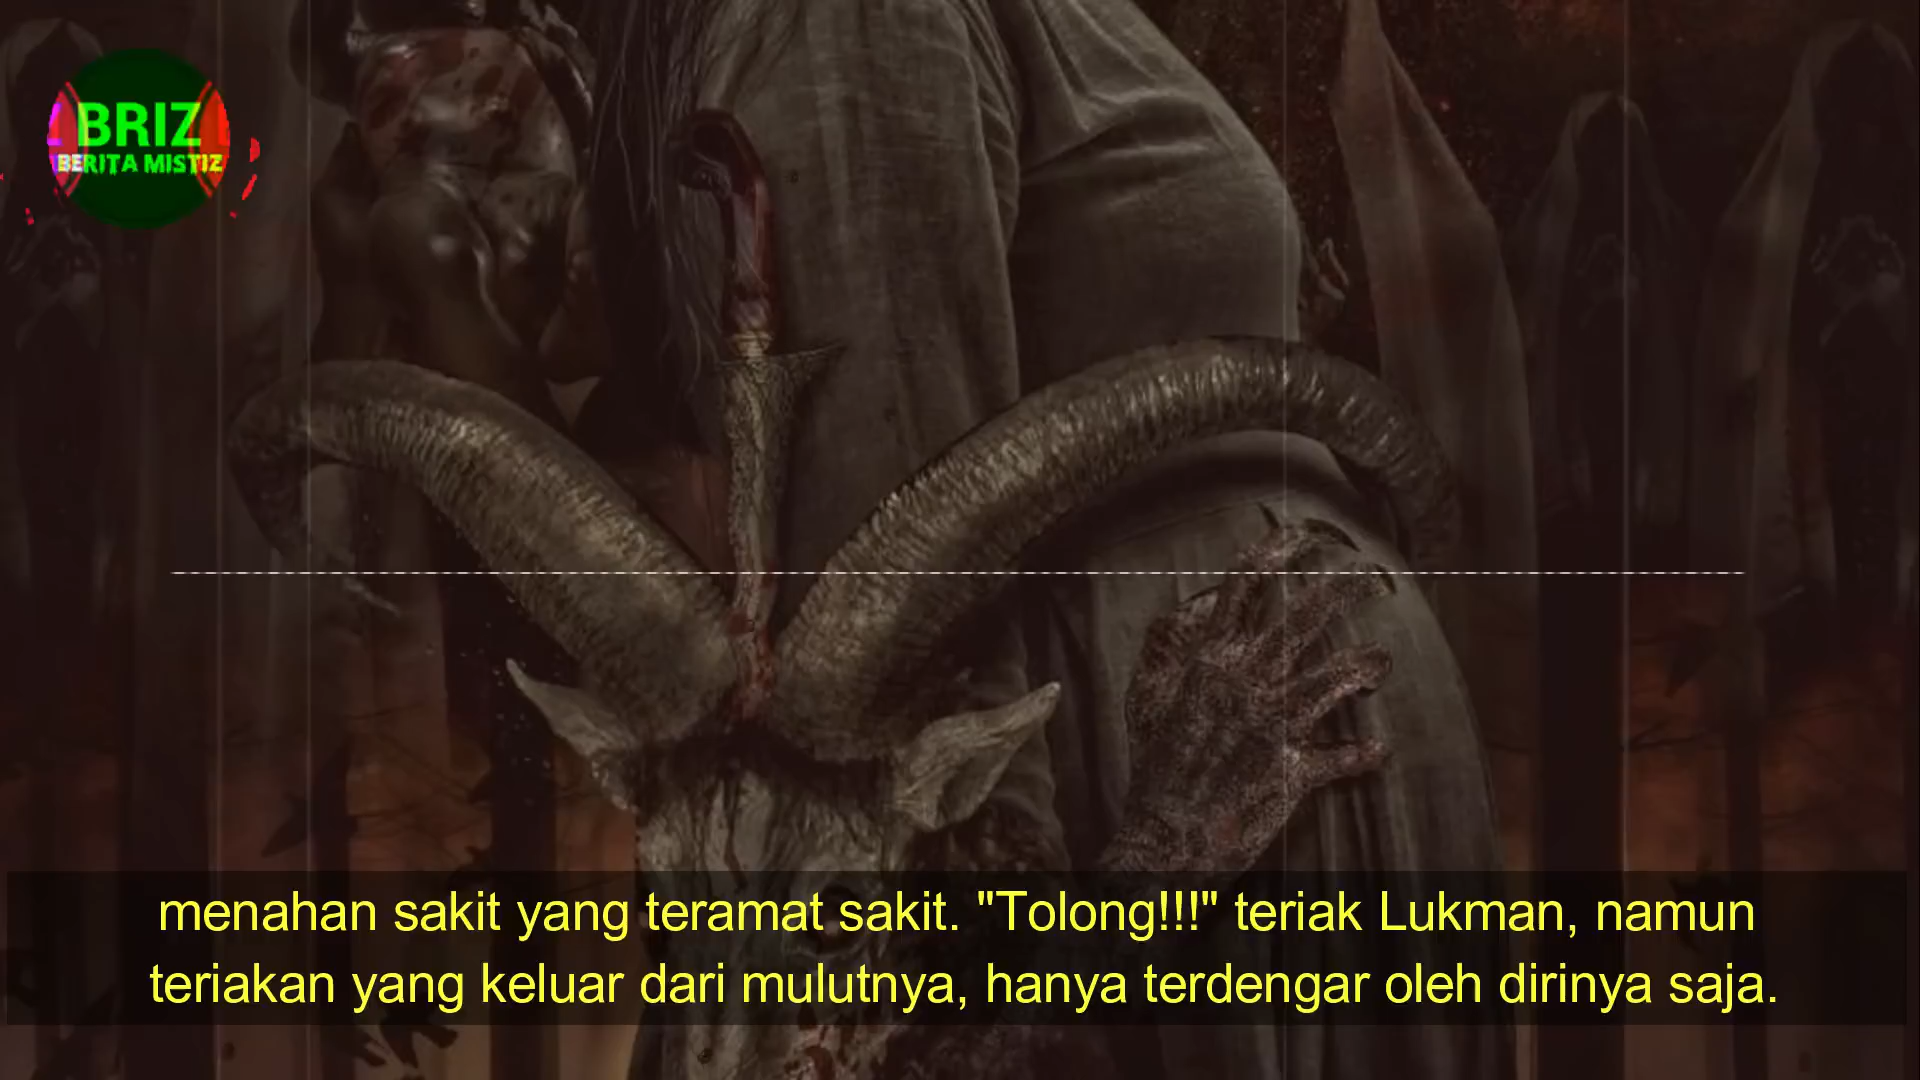 BRIZ
BERITA MISTIZ
menahan sakit yang teramat sakit. "Tolong!!!" teriak Lukman, namun
teriakan yang keluar dari mulutnya, hanya terdengar oleh dirinya saja.